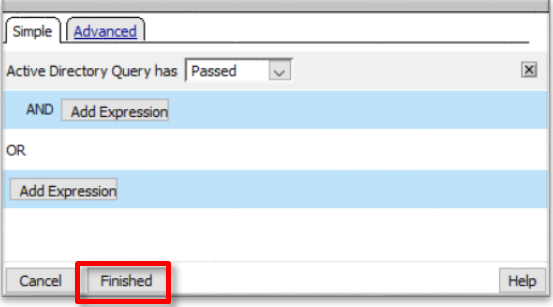 Simple Advanced
Active Directory Query has Passed
AND Add Expression
OR
Add Expression
Cancel Finished Help